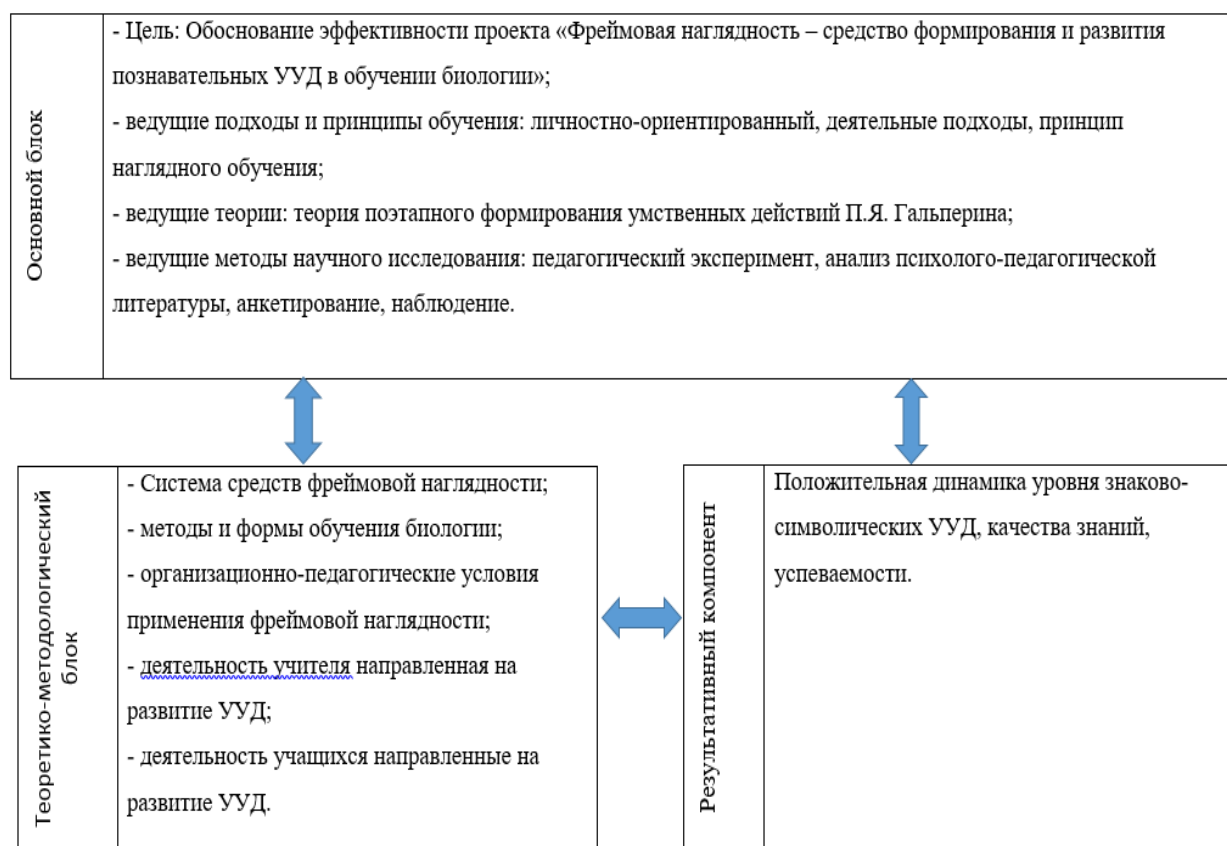 Основной блок
- Цель: Обоснование эффективности проекта «Фреймовая наглядность – средство формирования и развития
познавательных УУД в обучении биологии»;
- ведущие подходы и принципы обучения: личностно-ориентированный, деятельные подходы, принцип
наглядного обучения;
- ведущие теории: теория поэтапного формирования умственных действий П.Я. Гальперина;
- ведущие методы научного исследования: педагогический эксперимент, анализ психолого-педагогической
литературы, анкетирование, наблюдение.
Теоретико-методологический
блок
- Система средств фреймовой наглядности;
- методы и формы обучения биологии;
- организационно-педагогические условия
применения фреймовой наглядности;
- деятельность учителя направленная на
развитие УУД;
- деятельность учащихся направленные на
развитие УУД.
Результативный компонент
Положительная динамика уровня знаково-
символических УУД, качества знаний,
успеваемости.